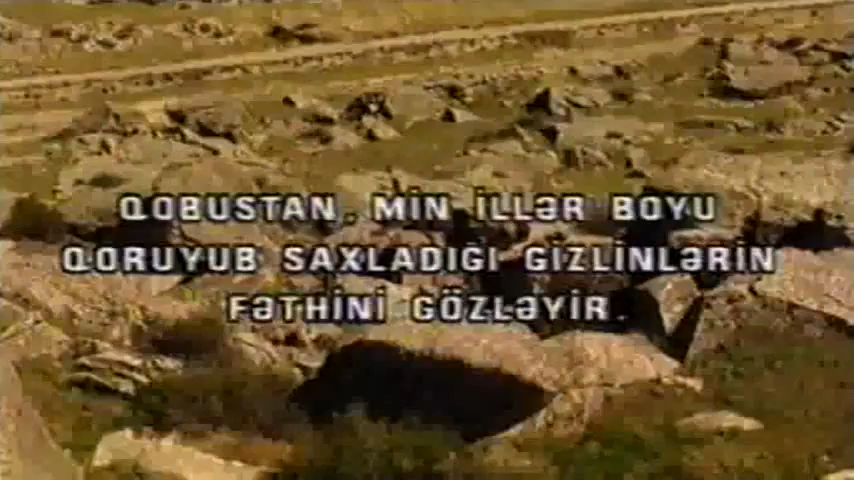 QOBUSTAN, MİN İLLƏR BOYU
QORUYUB SAXLADIĞI GİZLİNLƏRİN
FƏTHİNİ GÖZLƏYİR.